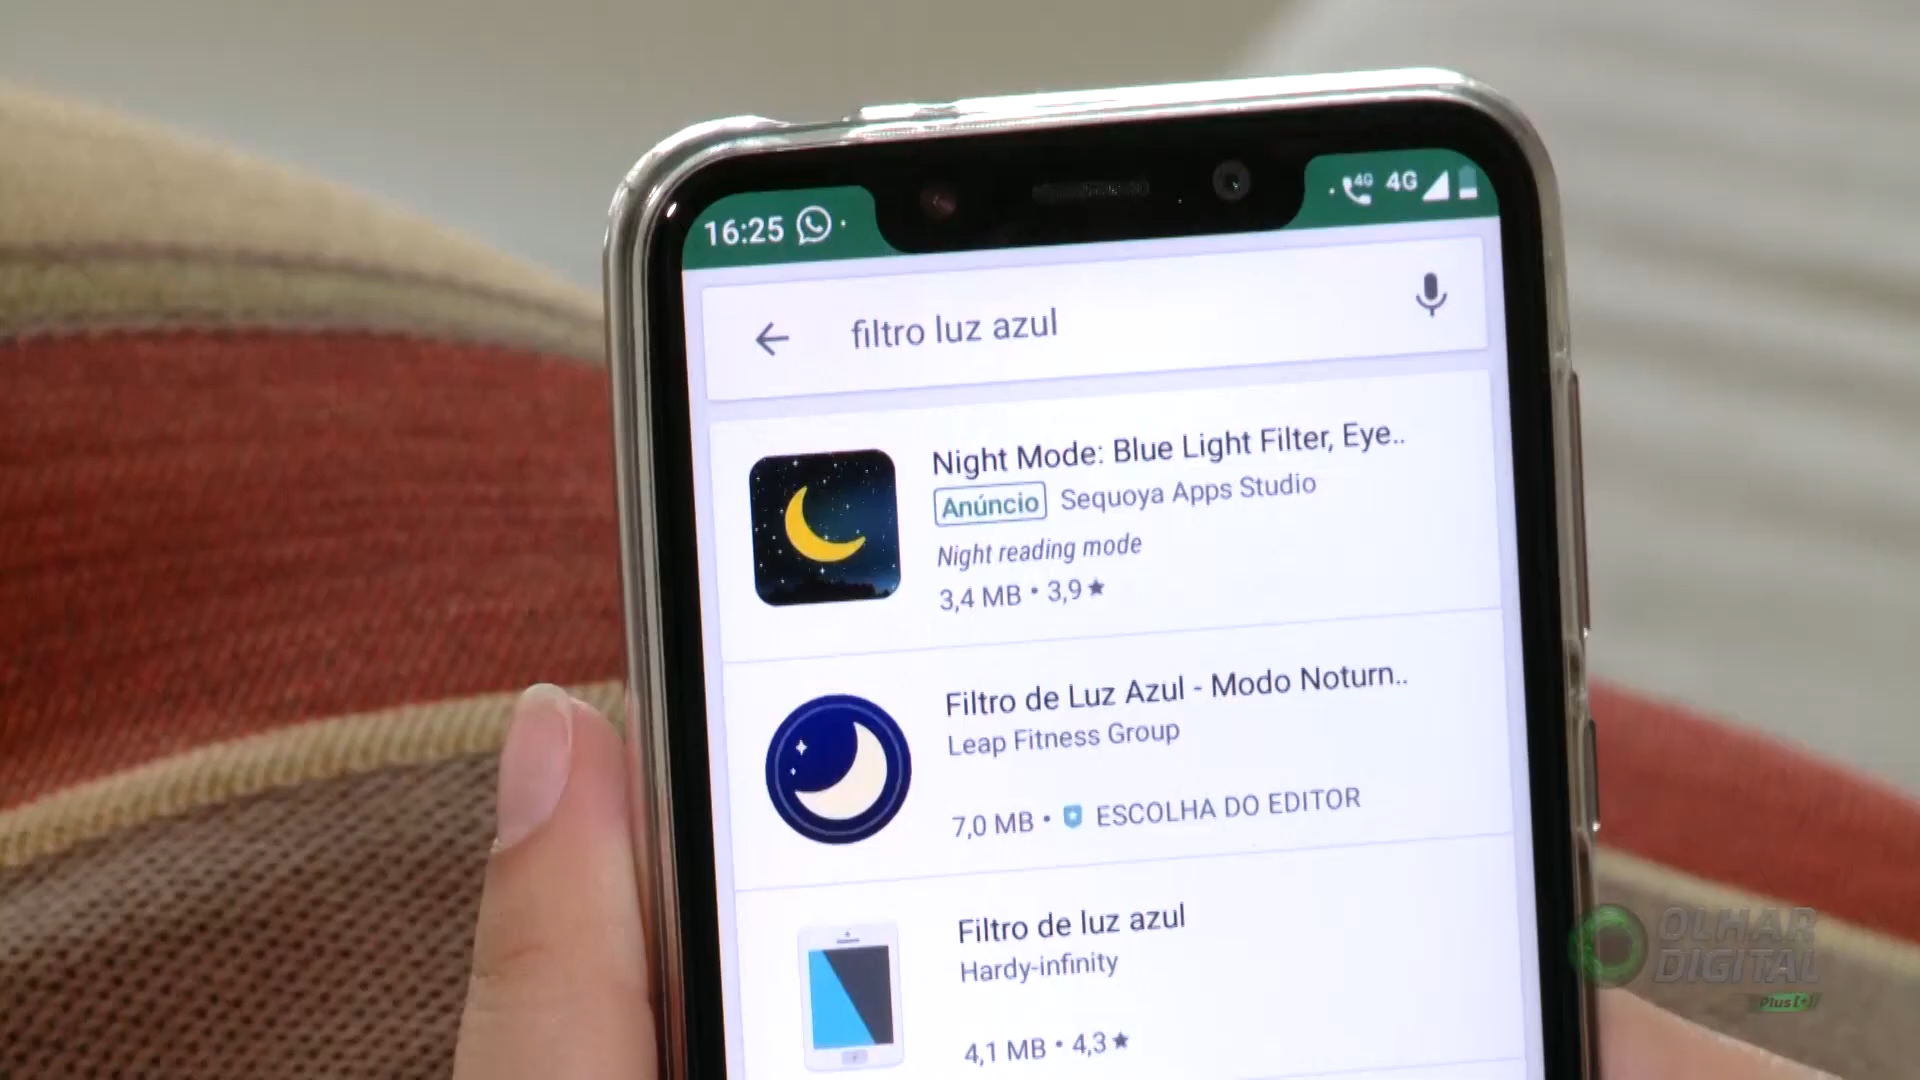 16:25
4G 4G
filtro luz azul
Night Mode: Blue Light Filter, Eye..
Anúncio Sequoya Apps Studio
Night reading mode
3,4 MB • 3,9 ★
Filtro de Luz Azul - Modo Noturn..
Leap Fitness Group
7,0 MB • ESCOLHA DO EDITOR
Filtro de luz azul
Hardy-infinity
4,1 MB • 4,3 ★
OLHAR
DIGITAL
Plus[+]